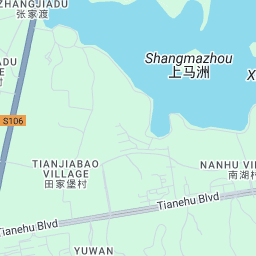 ZHANGJIADU
张家渡
Shangmazhou
上马洲
X
ADU
S106
TIANJIABAO
VILLAGE
田家堡村
NANHU VI
南湖村
Tianehu Blvd
Tianehu Blvd
YUWAN